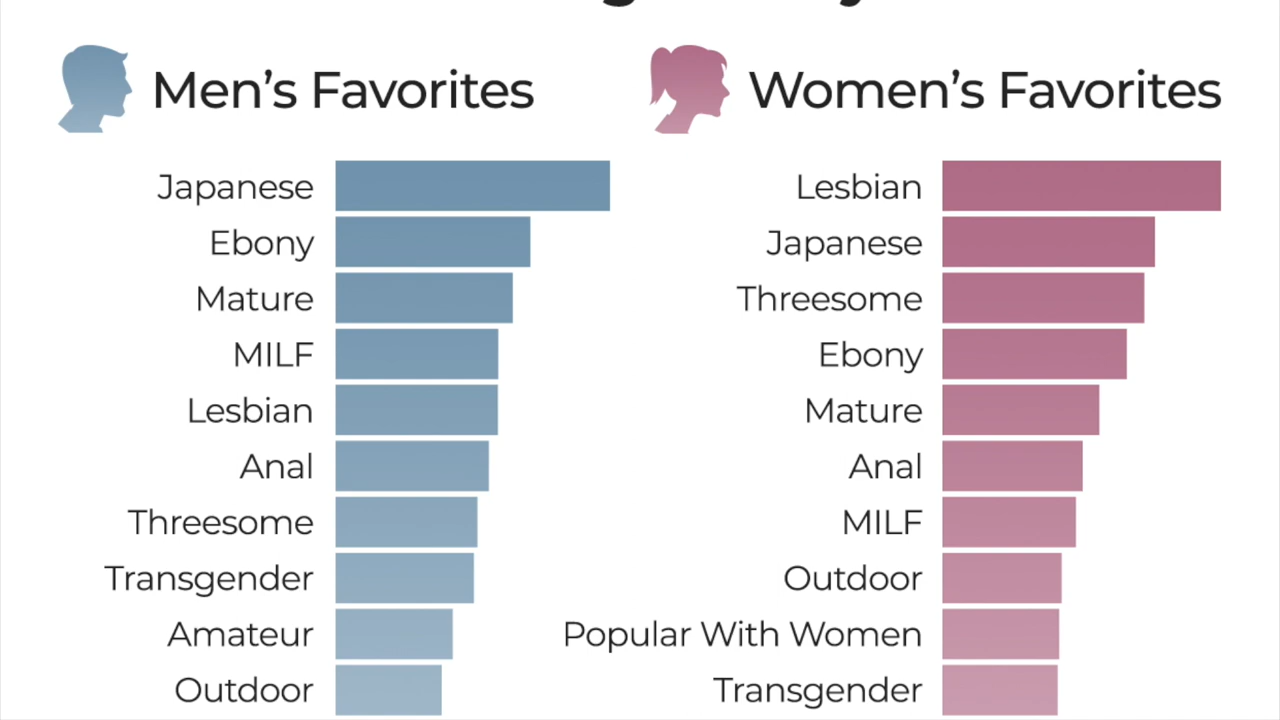 Men's Favorites
Japanese
Ebony
Mature
MILF
Lesbian
Anal
Threesome
Transgender
Amateur
Outdoor
Women's Favorites
Lesbian
Japanese
Threesome
Ebony
Mature
Anal
MILF
Outdoor
Popular With Women
Transgender